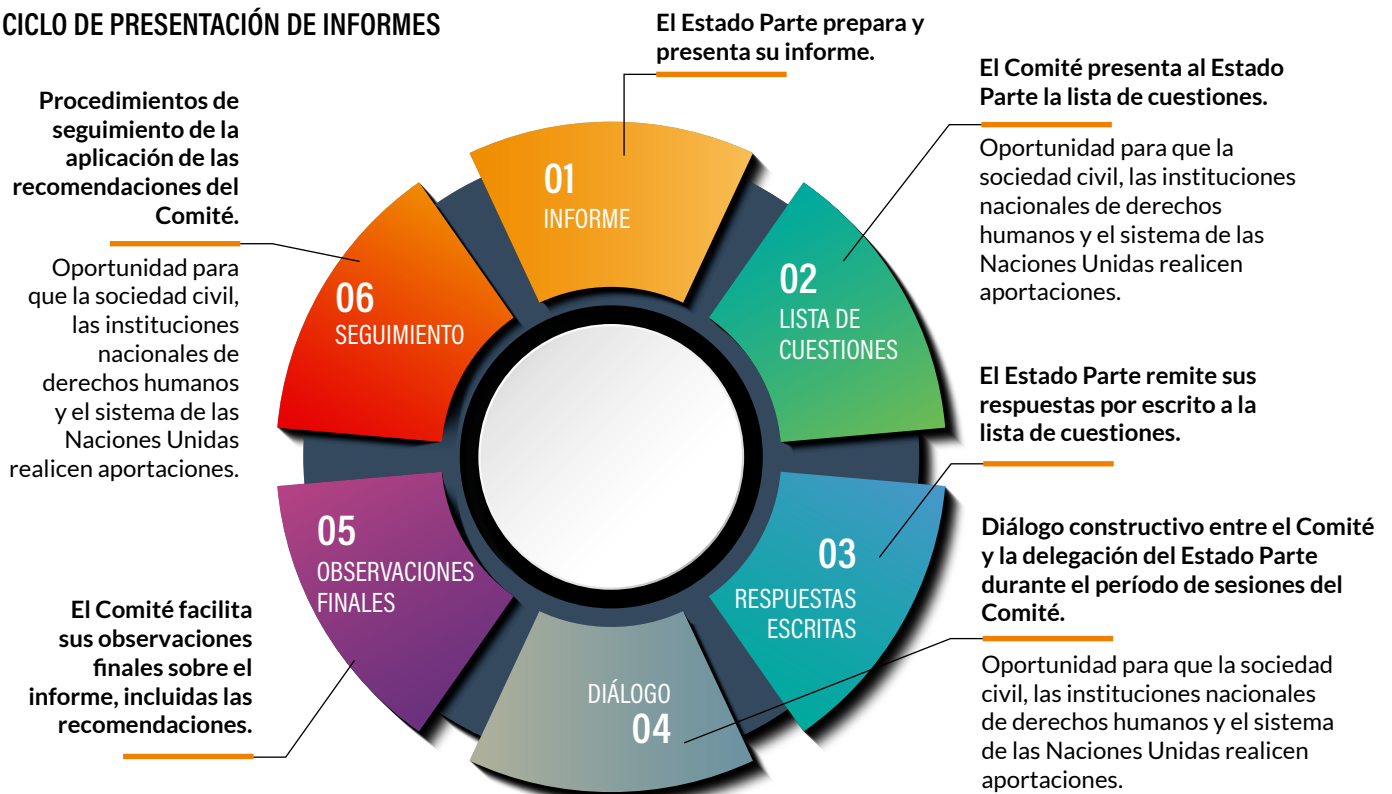 CICLO DE PRESENTACIÓN DE INFORMES
El Estado Parte prepara y
presenta su informe.
01
INFORME
El Comité presenta al Estado
Parte la lista de cuestiones.
Oportunidad para que la
sociedad civil, las instituciones
nacionales de derechos
humanos y el sistema de las
Naciones Unidas realicen
aportaciones.
02
LISTA DE
CUESTIONES
El Estado Parte remite sus
respuestas por escrito a la
lista de cuestiones.
03
RESPUESTAS
ESCRITAS
Diálogo constructivo entre el Comité
y la delegación del Estado Parte
durante el período de sesiones del
Comité.
Oportunidad para que la sociedad
civil, las instituciones nacionales
de derechos humanos y el sistema
de las Naciones Unidas realicen
aportaciones.
DIÁLOGO
04
05
OBSERVACIONES
FINALES
El Comité facilita
sus observaciones
finales sobre el
informe, incluidas las
recomendaciones.
06
SEGUIMIENTO
Procedimientos de
seguimiento de la
aplicación de las
recomendaciones del
Comité.
Oportunidad para
que la sociedad civil,
las instituciones
nacionales de
derechos humanos
y el sistema de las
Naciones Unidas
realicen aportaciones.